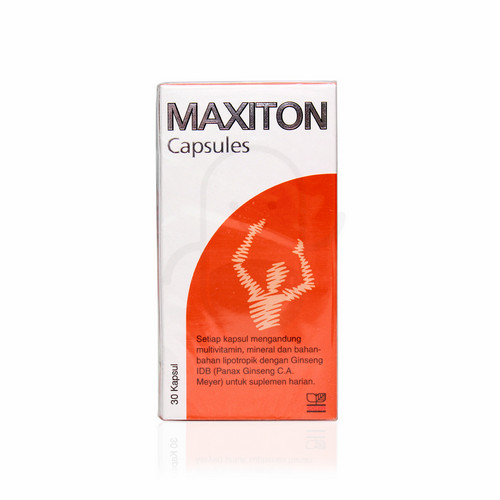 MAXITON
Capsules
Setiap kapsul mengandung
multivitamin, mineral dan bahan-
bahan lipotropik dengan Ginseng
IDB (Panax Ginseng C.A.
Meyer) untuk suplemen harian.
30 Kapsul